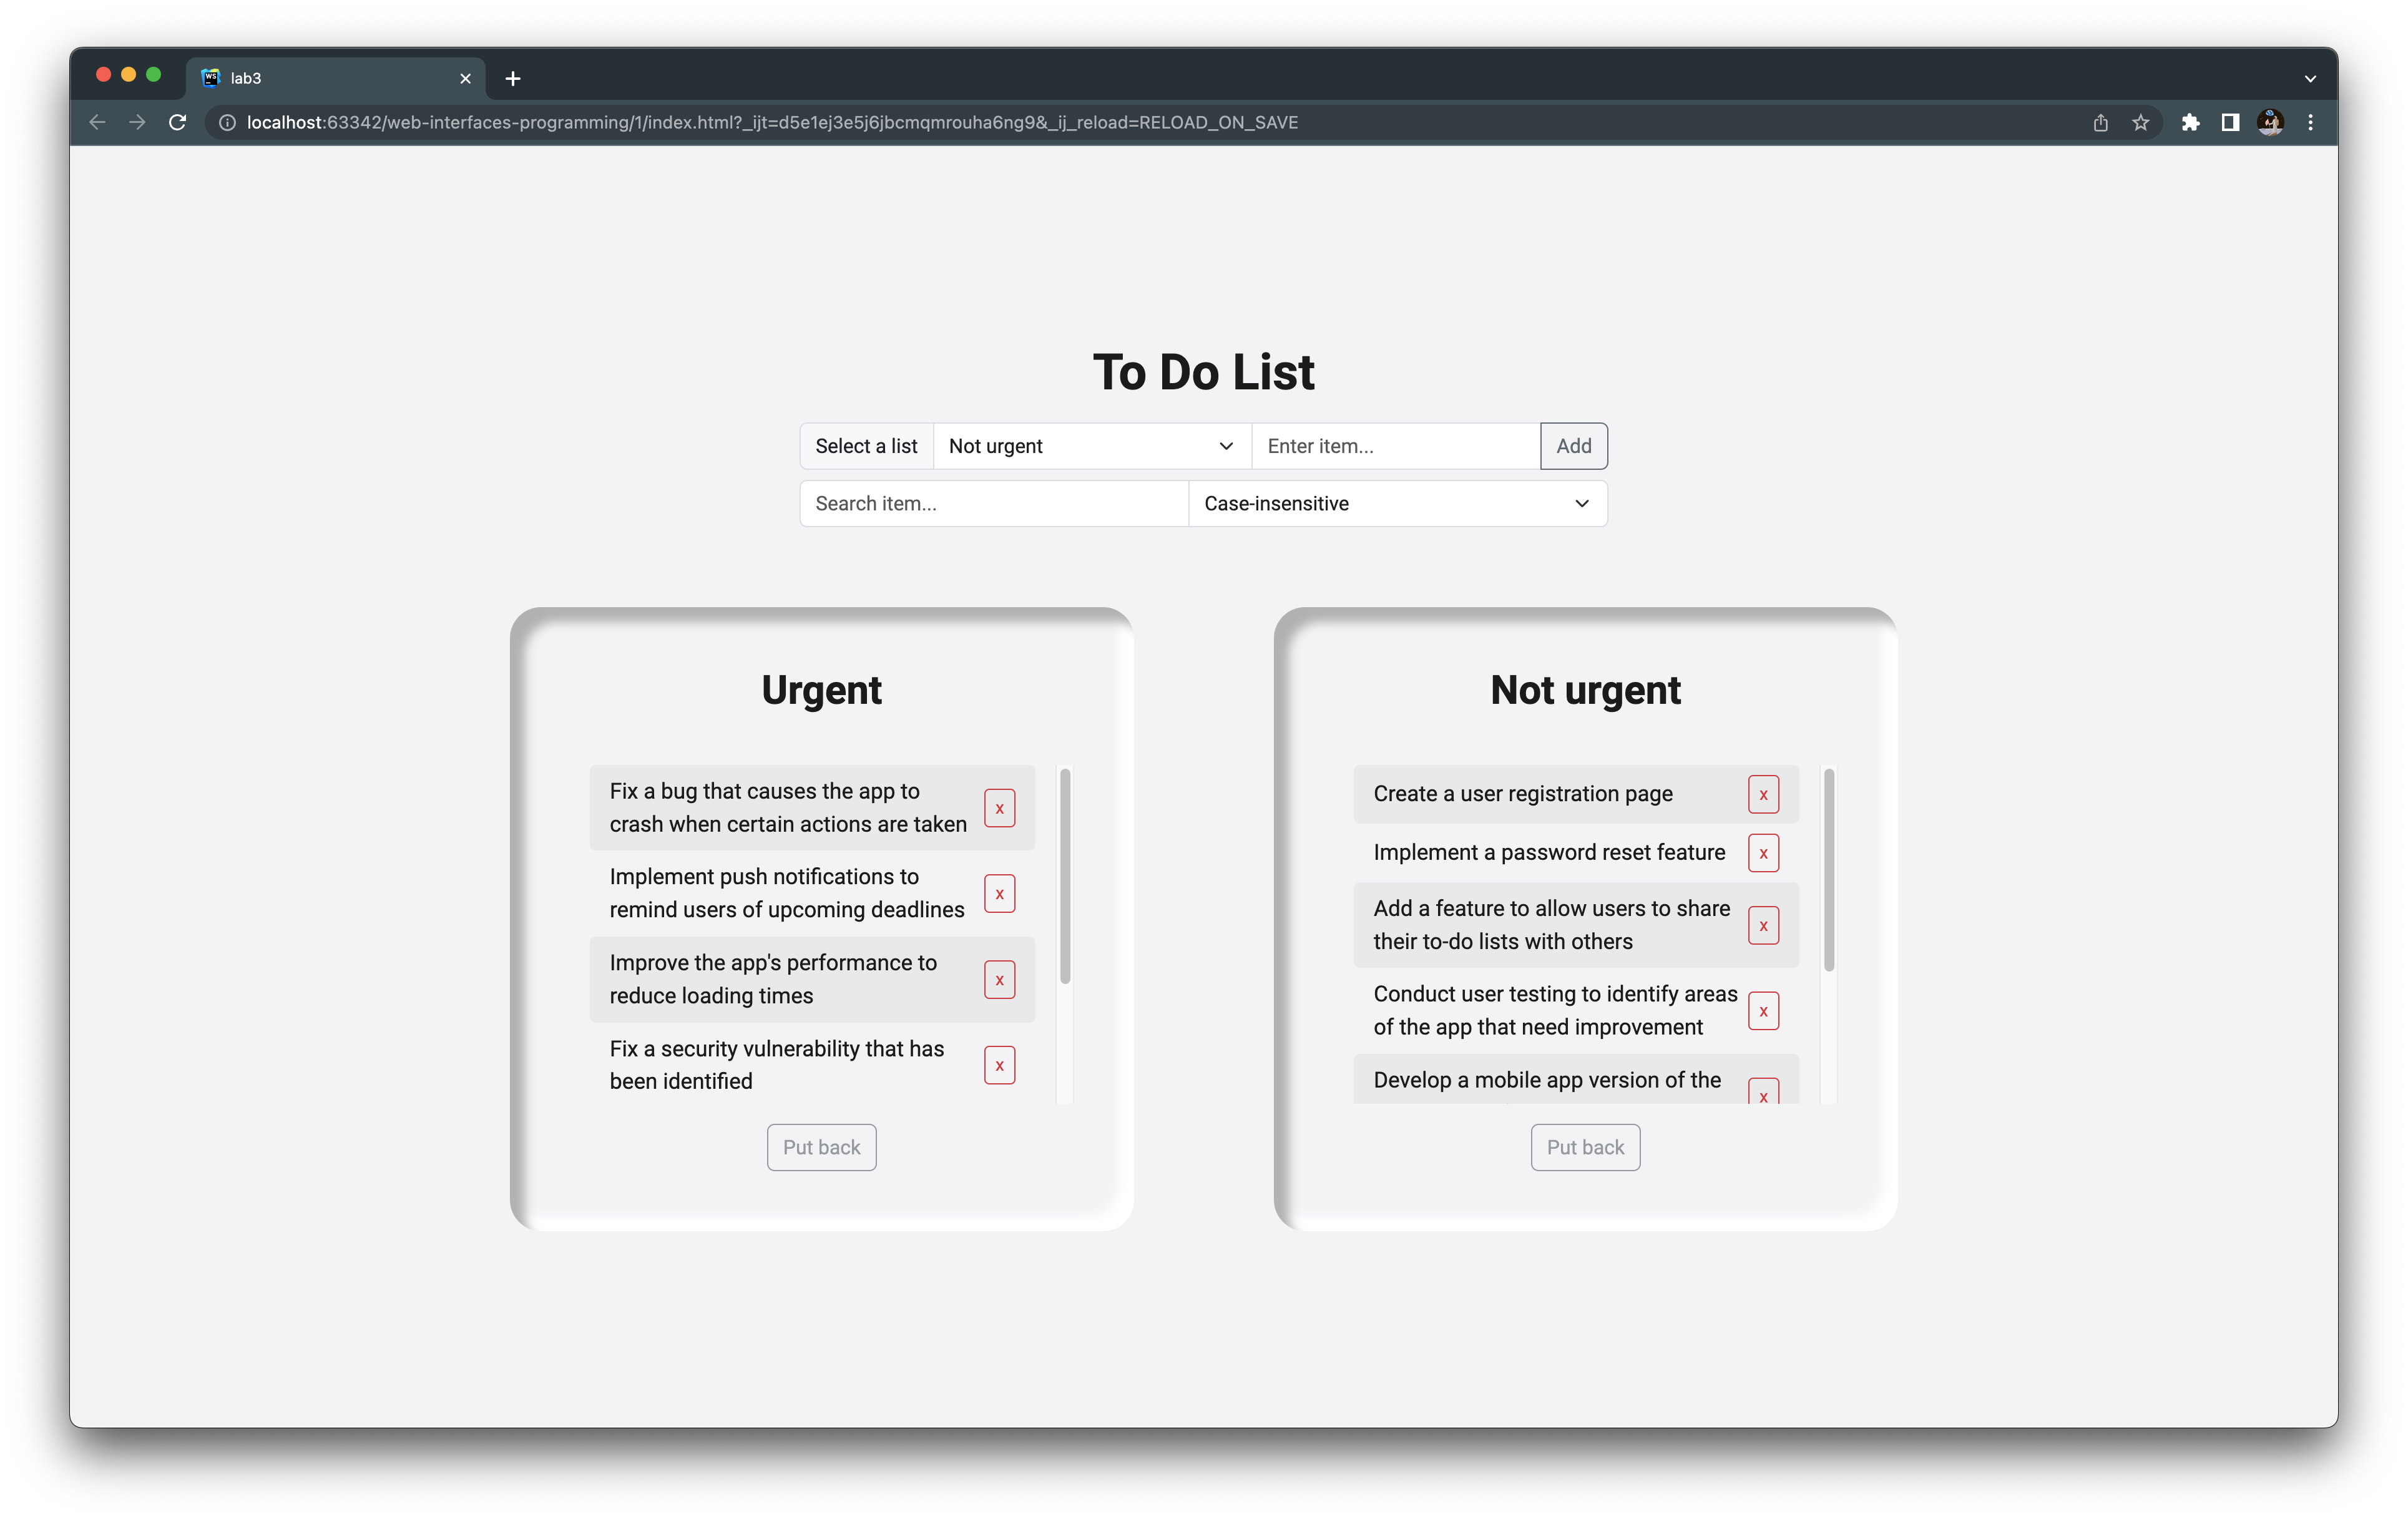 lab3
localhost:63342/web-interfaces-programming/1/index.html?_ijt=d5e1ej3e5j6jbcmqmrouha6ng9&_ij_reload=RELOAD_ON_SAVE
To Do List
Select a list Not urgent Enter item... Add
Search item... Case-insensitive
Urgent
Fix a bug that causes the app to
crash when certain actions are taken
x
Implement push notifications to
remind users of upcoming deadlines
x
Improve the app's performance to
reduce loading times
x
Fix a security vulnerability that has
been identified
x
Put back
Not urgent
Create a user registration page x
Implement a password reset feature x
Add a feature to allow users to share
their to-do lists with others
x
Conduct user testing to identify areas
of the app that need improvement
x
Develop a mobile app version of the
x
Put back